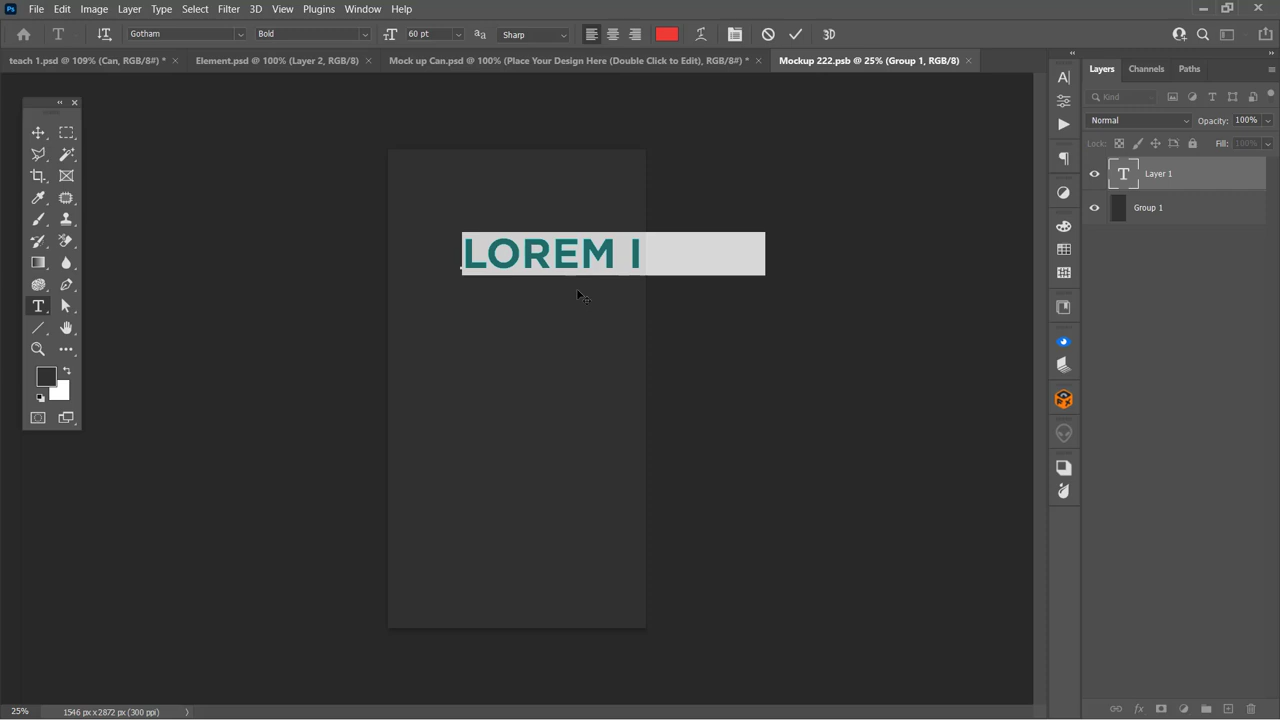 File Edit Image Layer Type Select Filter 3D View Plugins Window Help
Gotham Bold 60 pt Sharp 3D
teach 1.psd @ 109% (Can, RGB/8#) * Element.psd @ 100% (Layer 2, RGB/8) Mock up Can.psd @ 100% (Place Your Design Here (Double Click to Edit), RGB/8#) * Mockup 222.psb @ 25% (Group 1, RGB/8)
Layers Channels Paths
Kind
Normal Opacity: 100%
Lock: Fill: 100%
Layer 1
Group 1
LOREM I
25% 1546 px x 2872 px (300 ppi)